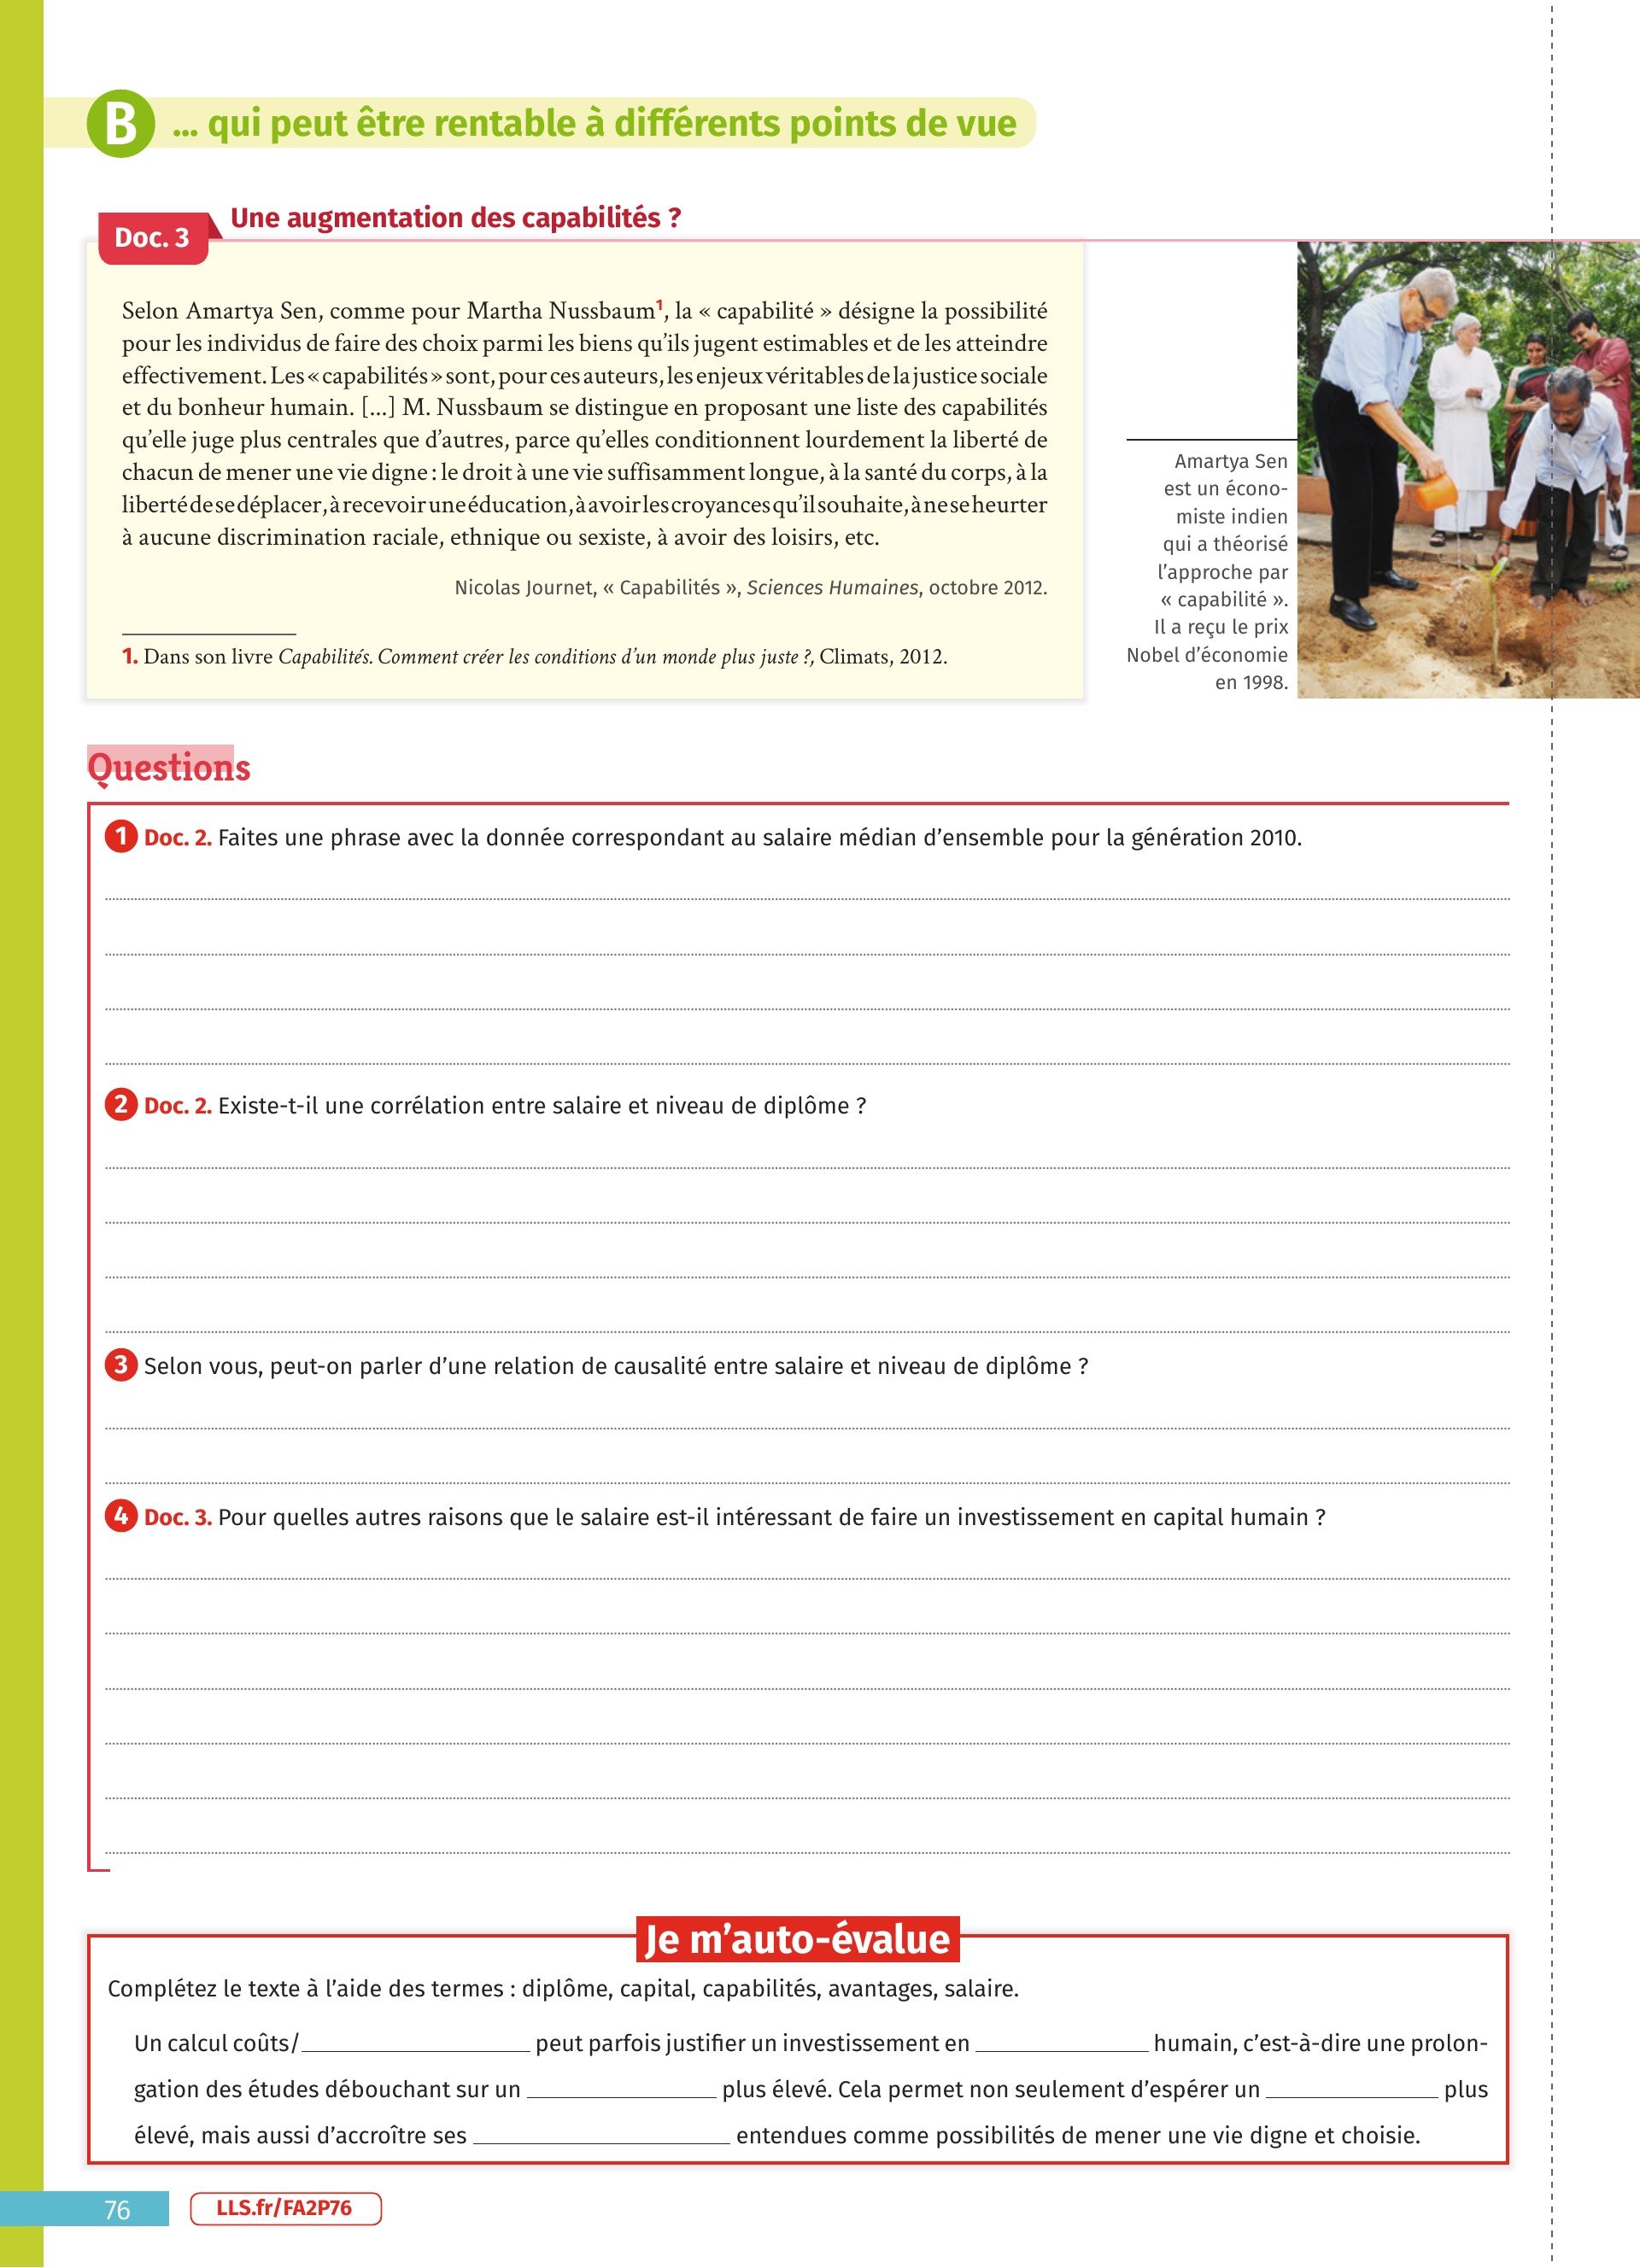 B ... qui peut être rentable à différents points de vue
Doc. 3
Une augmentation des capabilités ?
Selon Amartya Sen, comme pour Martha Nussbaum¹, la « capabilité » désigne la possibilité
pour les individus de faire des choix parmi les biens qu’ils jugent estimables et de les atteindre
effectivement. Les « capabilités » sont, pour ces auteurs, les enjeux véritables de la justice sociale
et du bonheur humain. [...] M. Nussbaum se distingue en proposant une liste des capabilités
qu’elle juge plus centrales que d’autres, parce qu’elles conditionnent lourdement la liberté de
chacun de mener une vie digne : le droit à une vie suffisamment longue, à la santé du corps, à la
liberté de se déplacer, à recevoir une éducation, à avoir les croyances qu’il souhaite, à ne se heurter
à aucune discrimination raciale, ethnique ou sexiste, à avoir des loisirs, etc.
Nicolas Journet, « Capabilités », Sciences Humaines, octobre 2012.
1. Dans son livre Capabilités. Comment créer les conditions d’un monde plus juste ?, Climats, 2012.
Amartya Sen
est un écono-
miste indien
qui a théorisé
l’approche par
« capabilité ».
Il a reçu le prix
Nobel d’économie
en 1998.
Questions
1 Doc. 2. Faites une phrase avec la donnée correspondant au salaire médian d’ensemble pour la génération 2010.
2 Doc. 2. Existe-t-il une corrélation entre salaire et niveau de diplôme ?
3 Selon vous, peut-on parler d’une relation de causalité entre salaire et niveau de diplôme ?
4 Doc. 3. Pour quelles autres raisons que le salaire est-il intéressant de faire un investissement en capital humain ?
Je m’auto-évalue
Complétez le texte à l’aide des termes : diplôme, capital, capabilités, avantages, salaire.
Un calcul coûts/ peut parfois justifier un investissement en humain, c’est-à-dire une prolon-
gation des études débouchant sur un plus élevé. Cela permet non seulement d’espérer un plus
élevé, mais aussi d’accroître ses entendues comme possibilités de mener une vie digne et choisie.
76
LLS.fr/FA2P76